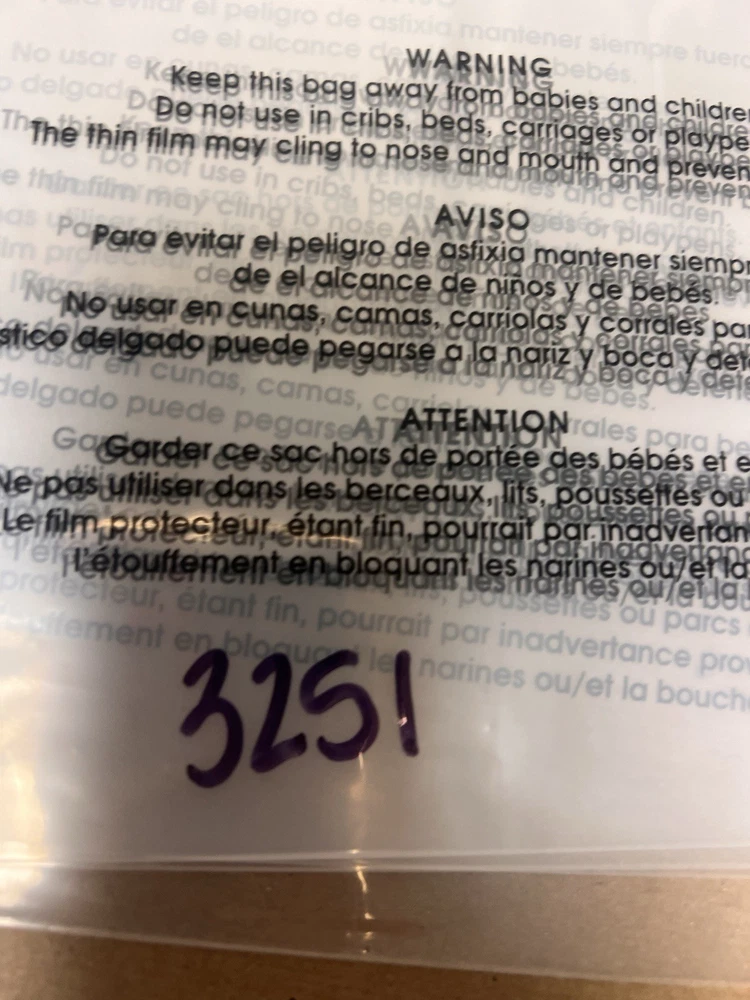 WARNING
Keep this bag away from babies and children
Do not use in cribs, beds, carriages or plaype
The thin film may cling to nose and mouth and preven
AVISO
Para evitar el peligro de asfixia mantener siempr
de el alcance de niños y de bebés.
No usar en cunas, camas, carriolas y corrales par
stico delgado puede pegarse a la nariz y boca y dete
ATTENTION
Garder ce sac hors de portée des bébés et e
Ne pas utiliser dans les berceaux, lits, poussettes ou
Le film protecteur, étant fin, pourrait par inadvertan
l'étouffement en bloquant les narines ou/et la
3251